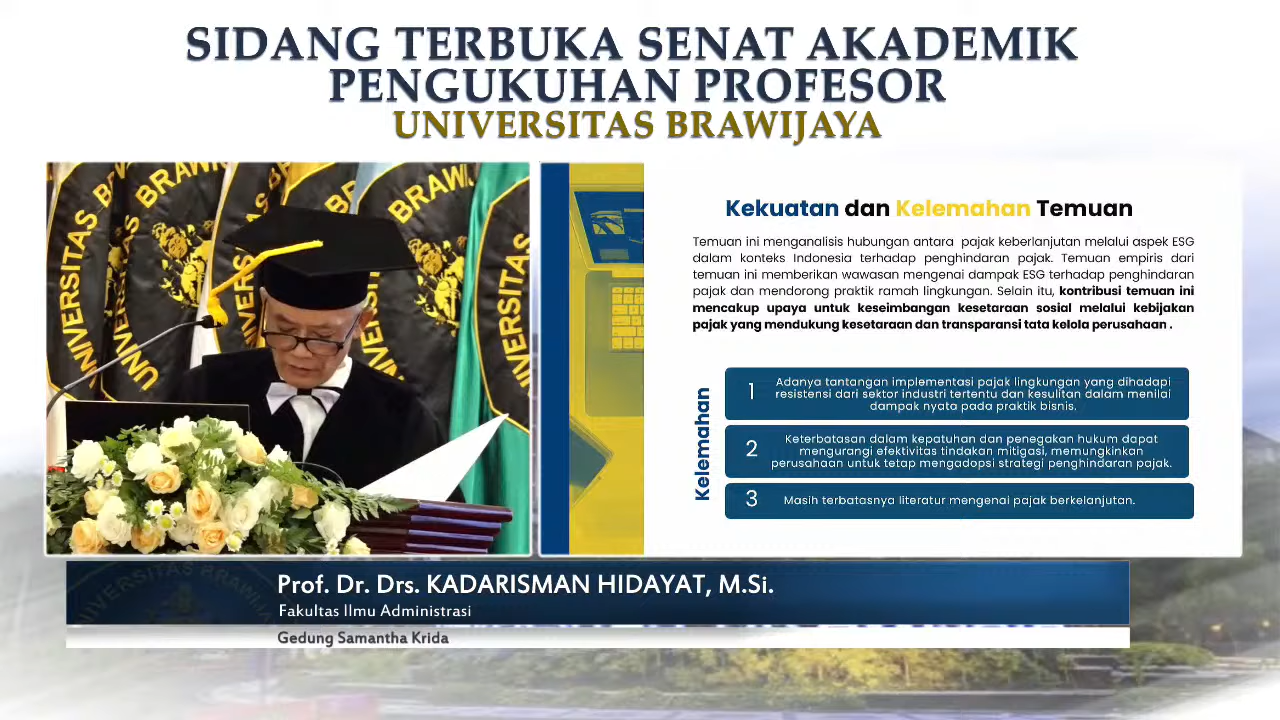 SIDANG TERBUKA SENAT AKADEMIK
PENGUKUHAN PROFESOR
UNIVERSITAS BRAWIJAYA
UNIVERSITAS BRAWI
BRAWI
BRAWI
UNIVERSITAS
Kekuatan dan Kelemahan Temuan
Temuan ini menganalisis hubungan antara pajak keberlanjutan melalui aspek ESG
dalam konteks Indonesia terhadap penghindaran pajak. Temuan empiris dari
temuan ini memberikan wawasan mengenai dampak ESG terhadap penghindaran
pajak dan mendorong praktik ramah lingkungan. Selain itu, kontribusi temuan ini
mencakup upaya untuk keseimbangan kesetaraan sosial melalui kebijakan
pajak yang mendukung kesetaraan dan transparansi tata kelola perusahaan .
Kelemahan
1 Adanya tantangan implementasi pajak lingkungan yang dihadapi
resistensi dari sektor industri tertentu dan kesulitan dalam menilai
dampak nyata pada praktik bisnis.
2 Keterbatasan dalam kepatuhan dan penegakan hukum dapat
mengurangi efektivitas tindakan mitigasi, memungkinkan
perusahaan untuk tetap mengadopsi strategi penghindaran pajak.
3 Masih terbatasnya literatur mengenai pajak berkelanjutan.
Prof. Dr. Drs. KADARISMAN HIDAYAT, M.Si.
Fakultas Ilmu Administrasi
Gedung Samantha Krida